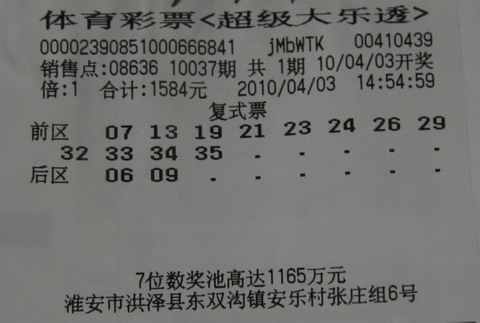 体育彩票<超级大乐透>
000023908510006​66841 jMbWTK 00410439
销售点:08636 10037期 共 1期 10/04/03开奖
倍:1 合计:1584元 2010/04/03 14:54:59
复式票
前区 07 13 19 21 23 24 26 29
32 33 34 35 - - - -
后区 06 09 - - - - - -
7位数奖池高达1165万元
淮安市洪泽县东双沟镇安乐村张庄组6号